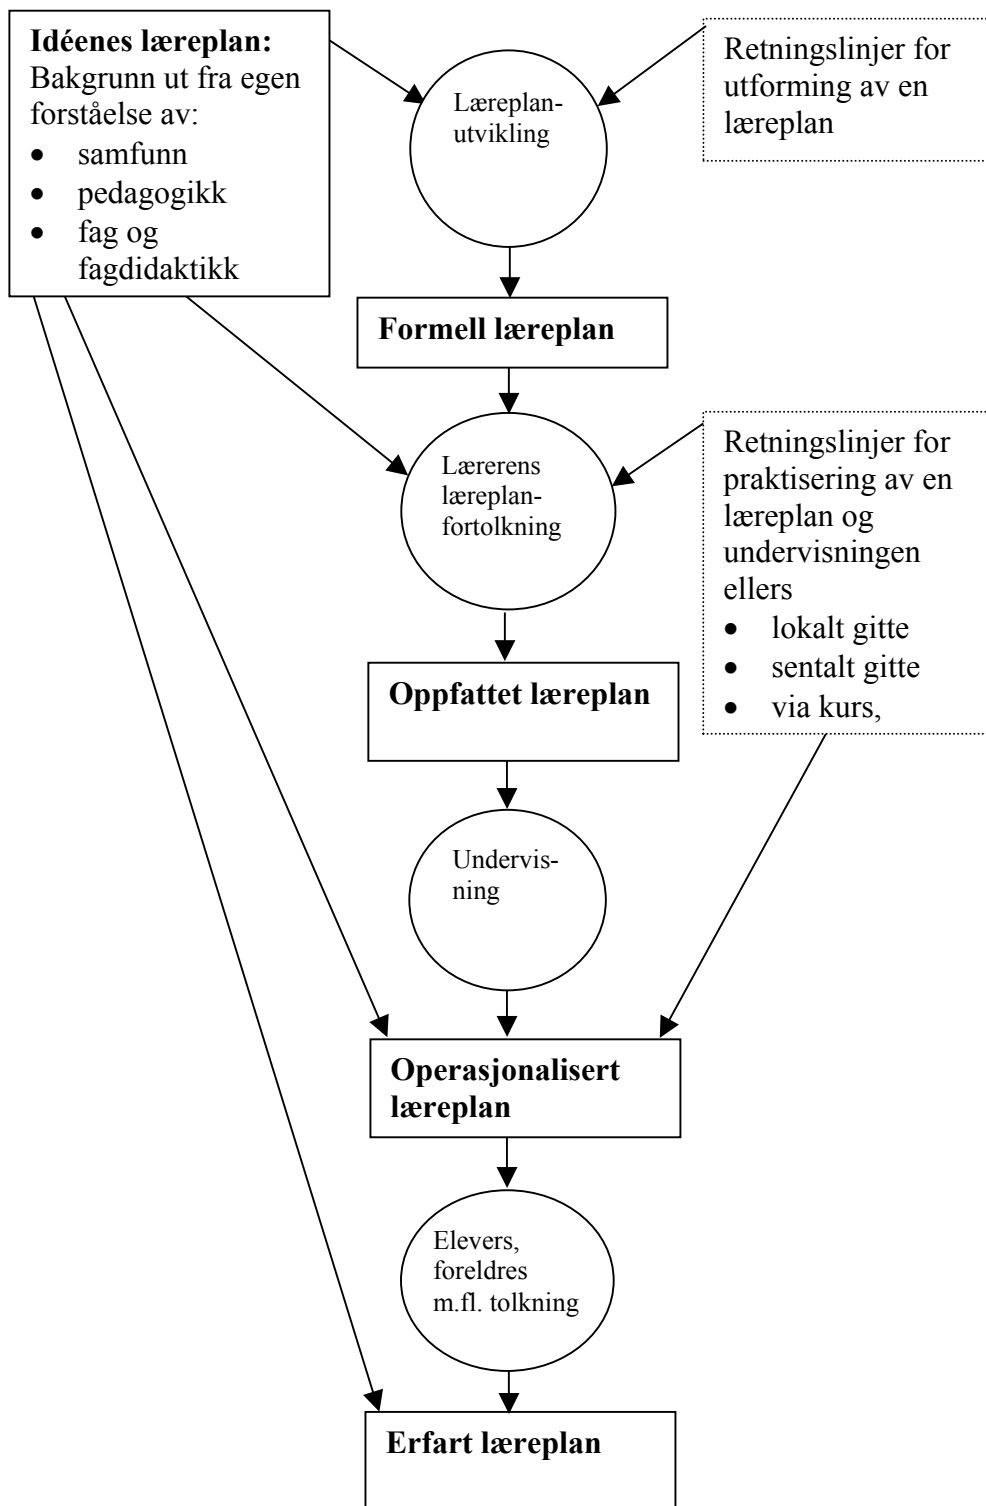 Idéenes læreplan:
Bakgrunn ut fra egen
forståelse av:
• samfunn
• pedagogikk
• fag og
fagdidaktikk
Læreplan-
utvikling
Retningslinjer for
utforming av en
læreplan
Formell læreplan
Lærerens
læreplan-
fortolkning
Retningslinjer for
praktisering av en
læreplan og
undervisningen
ellers
• lokalt gitte
• sentalt gitte
• via kurs,
Oppfattet læreplan
Undervis-
ning
Operasjonalisert
læreplan
Elevers,
foreldres
m.fl. tolkning
Erfart læreplan